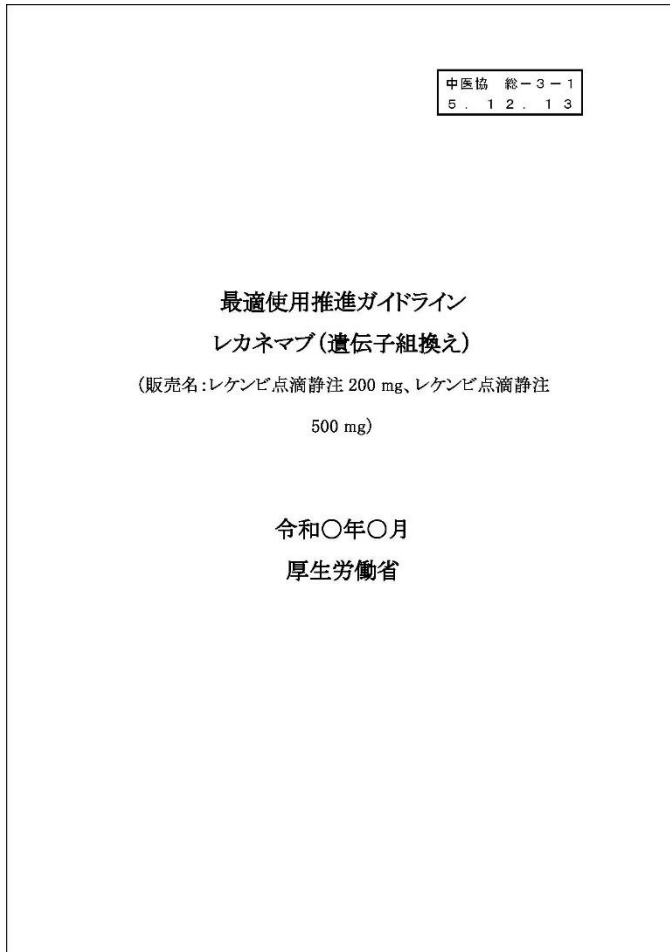 中医協 総－3－1
5．12．13
最適使用推進ガイドライン
レカネマブ（遺伝子組換え）
（販売名：レケンビ点滴静注 200 mg、レケンビ点滴静注
500 mg）
令和○年○月
厚生労働省